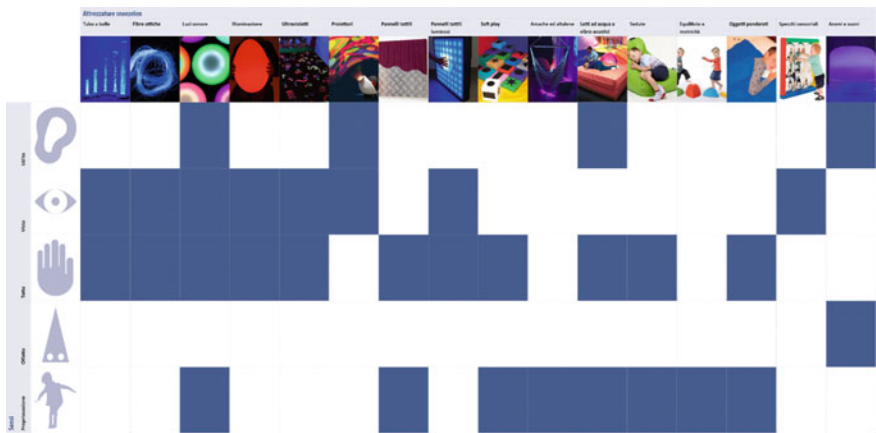 Attrezzature snoezelen
Tubo a bolle
Fibre ottiche
Luci sonore
Illuminazione
Ultravioletti
Proiettori
Pannelli tattili
Pannelli tattili
luminosi
Soft play
Amache ed altalene
Letti ad acqua e
vibro acustici
Sedute
Equilibrio e
motricità
Oggetti ponderati
Specchi sensoriali
Aromi e suoni
Udito
Vista
Tatto
Olfatto
Propriocezione
Sensi